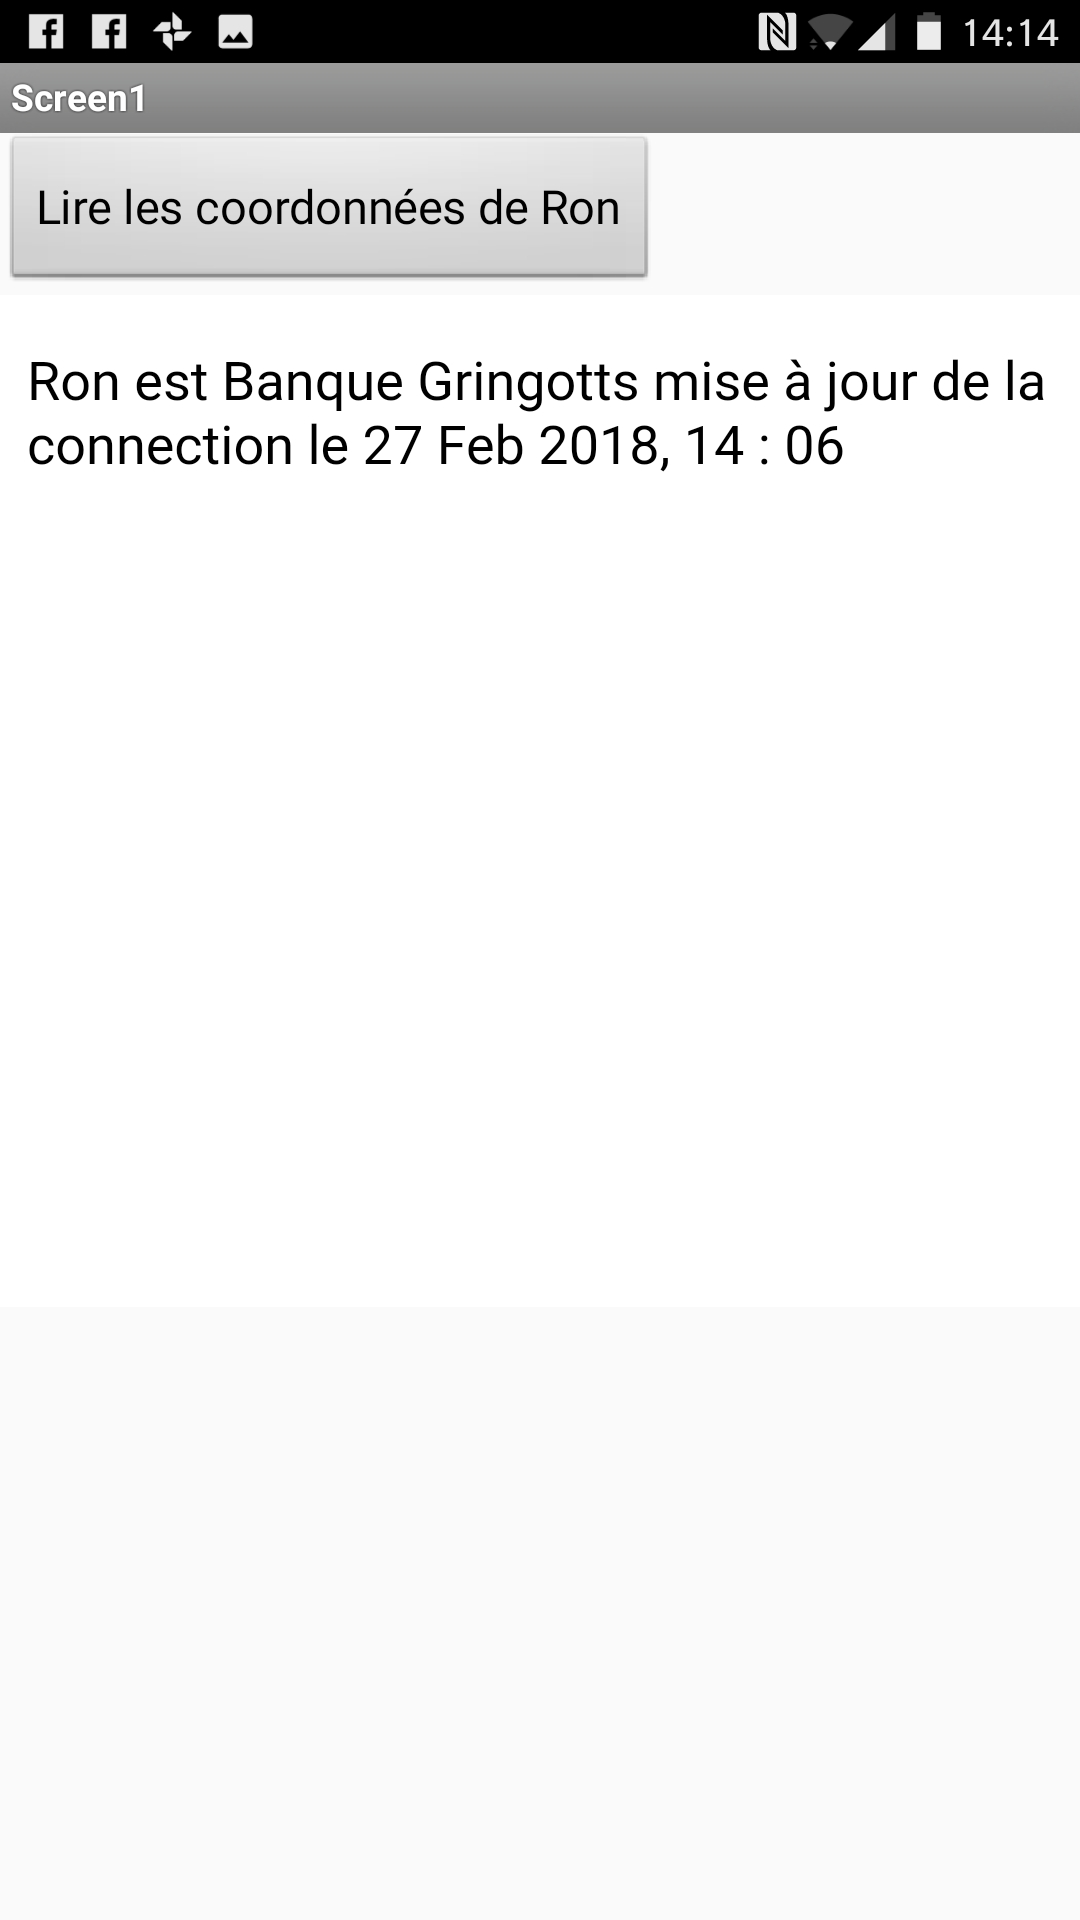 14:14
Screen1
Lire les coordonnées de Ron
Ron est Banque Gringotts mise à jour de la
connection le 27 Feb 2018, 14 : 06